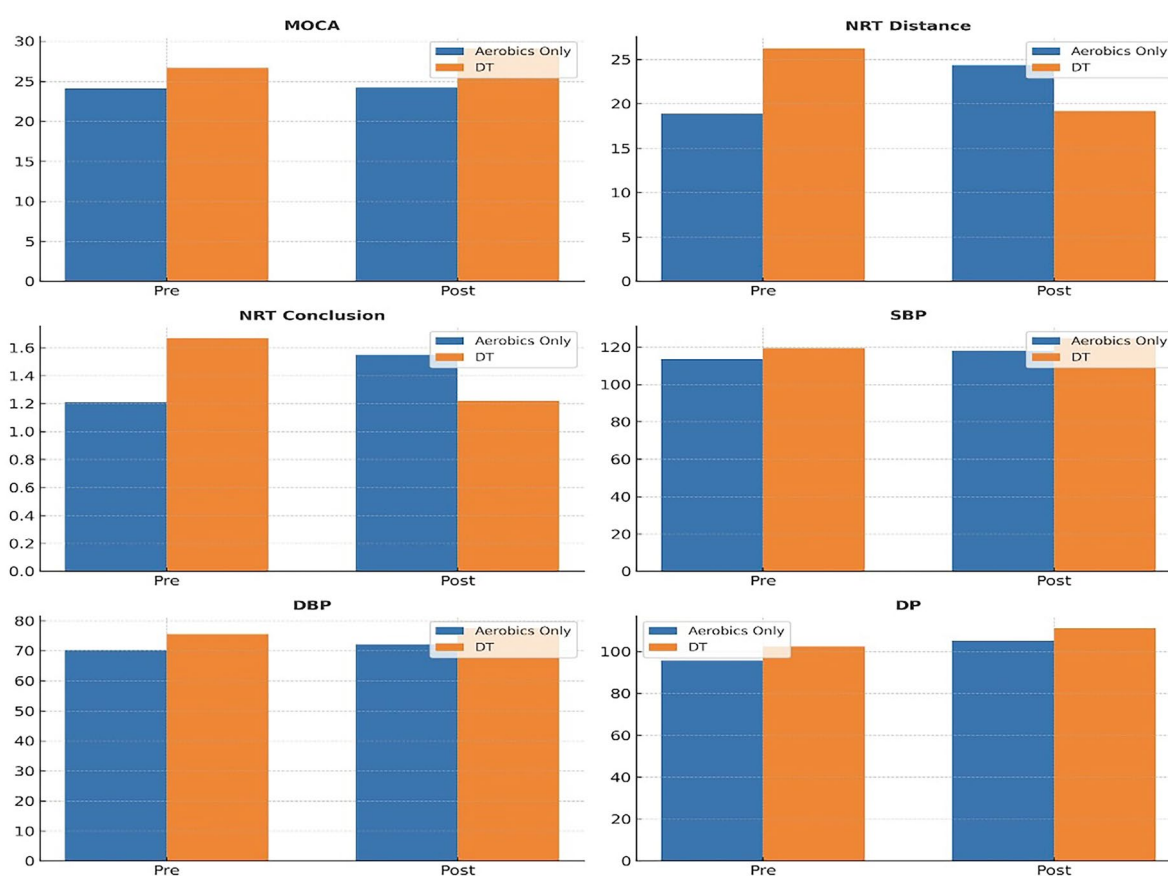 MOCA
30
25
20
15
10
5
0
Aerobics Only
DT
Pre
Post
NRT Distance
25
20
15
10
5
0
Aerobics Only
DT
Pre
Post
NRT Conclusion
1.6
1.4
1.2
1.0
0.8
0.6
0.4
0.2
0.0
Aerobics Only
DT
Pre
Post
SBP
120
100
80
60
40
20
0
Aerobics Only
DT
Pre
Post
DBP
80
70
60
50
40
30
20
10
0
Aerobics Only
DT
Pre
Post
DP
100
80
60
40
20
0
Aerobics Only
DT
Pre
Post